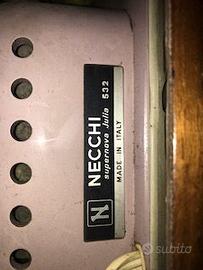 NECCHI
supernova Julia 532
MADE IN ITALY
N
subito